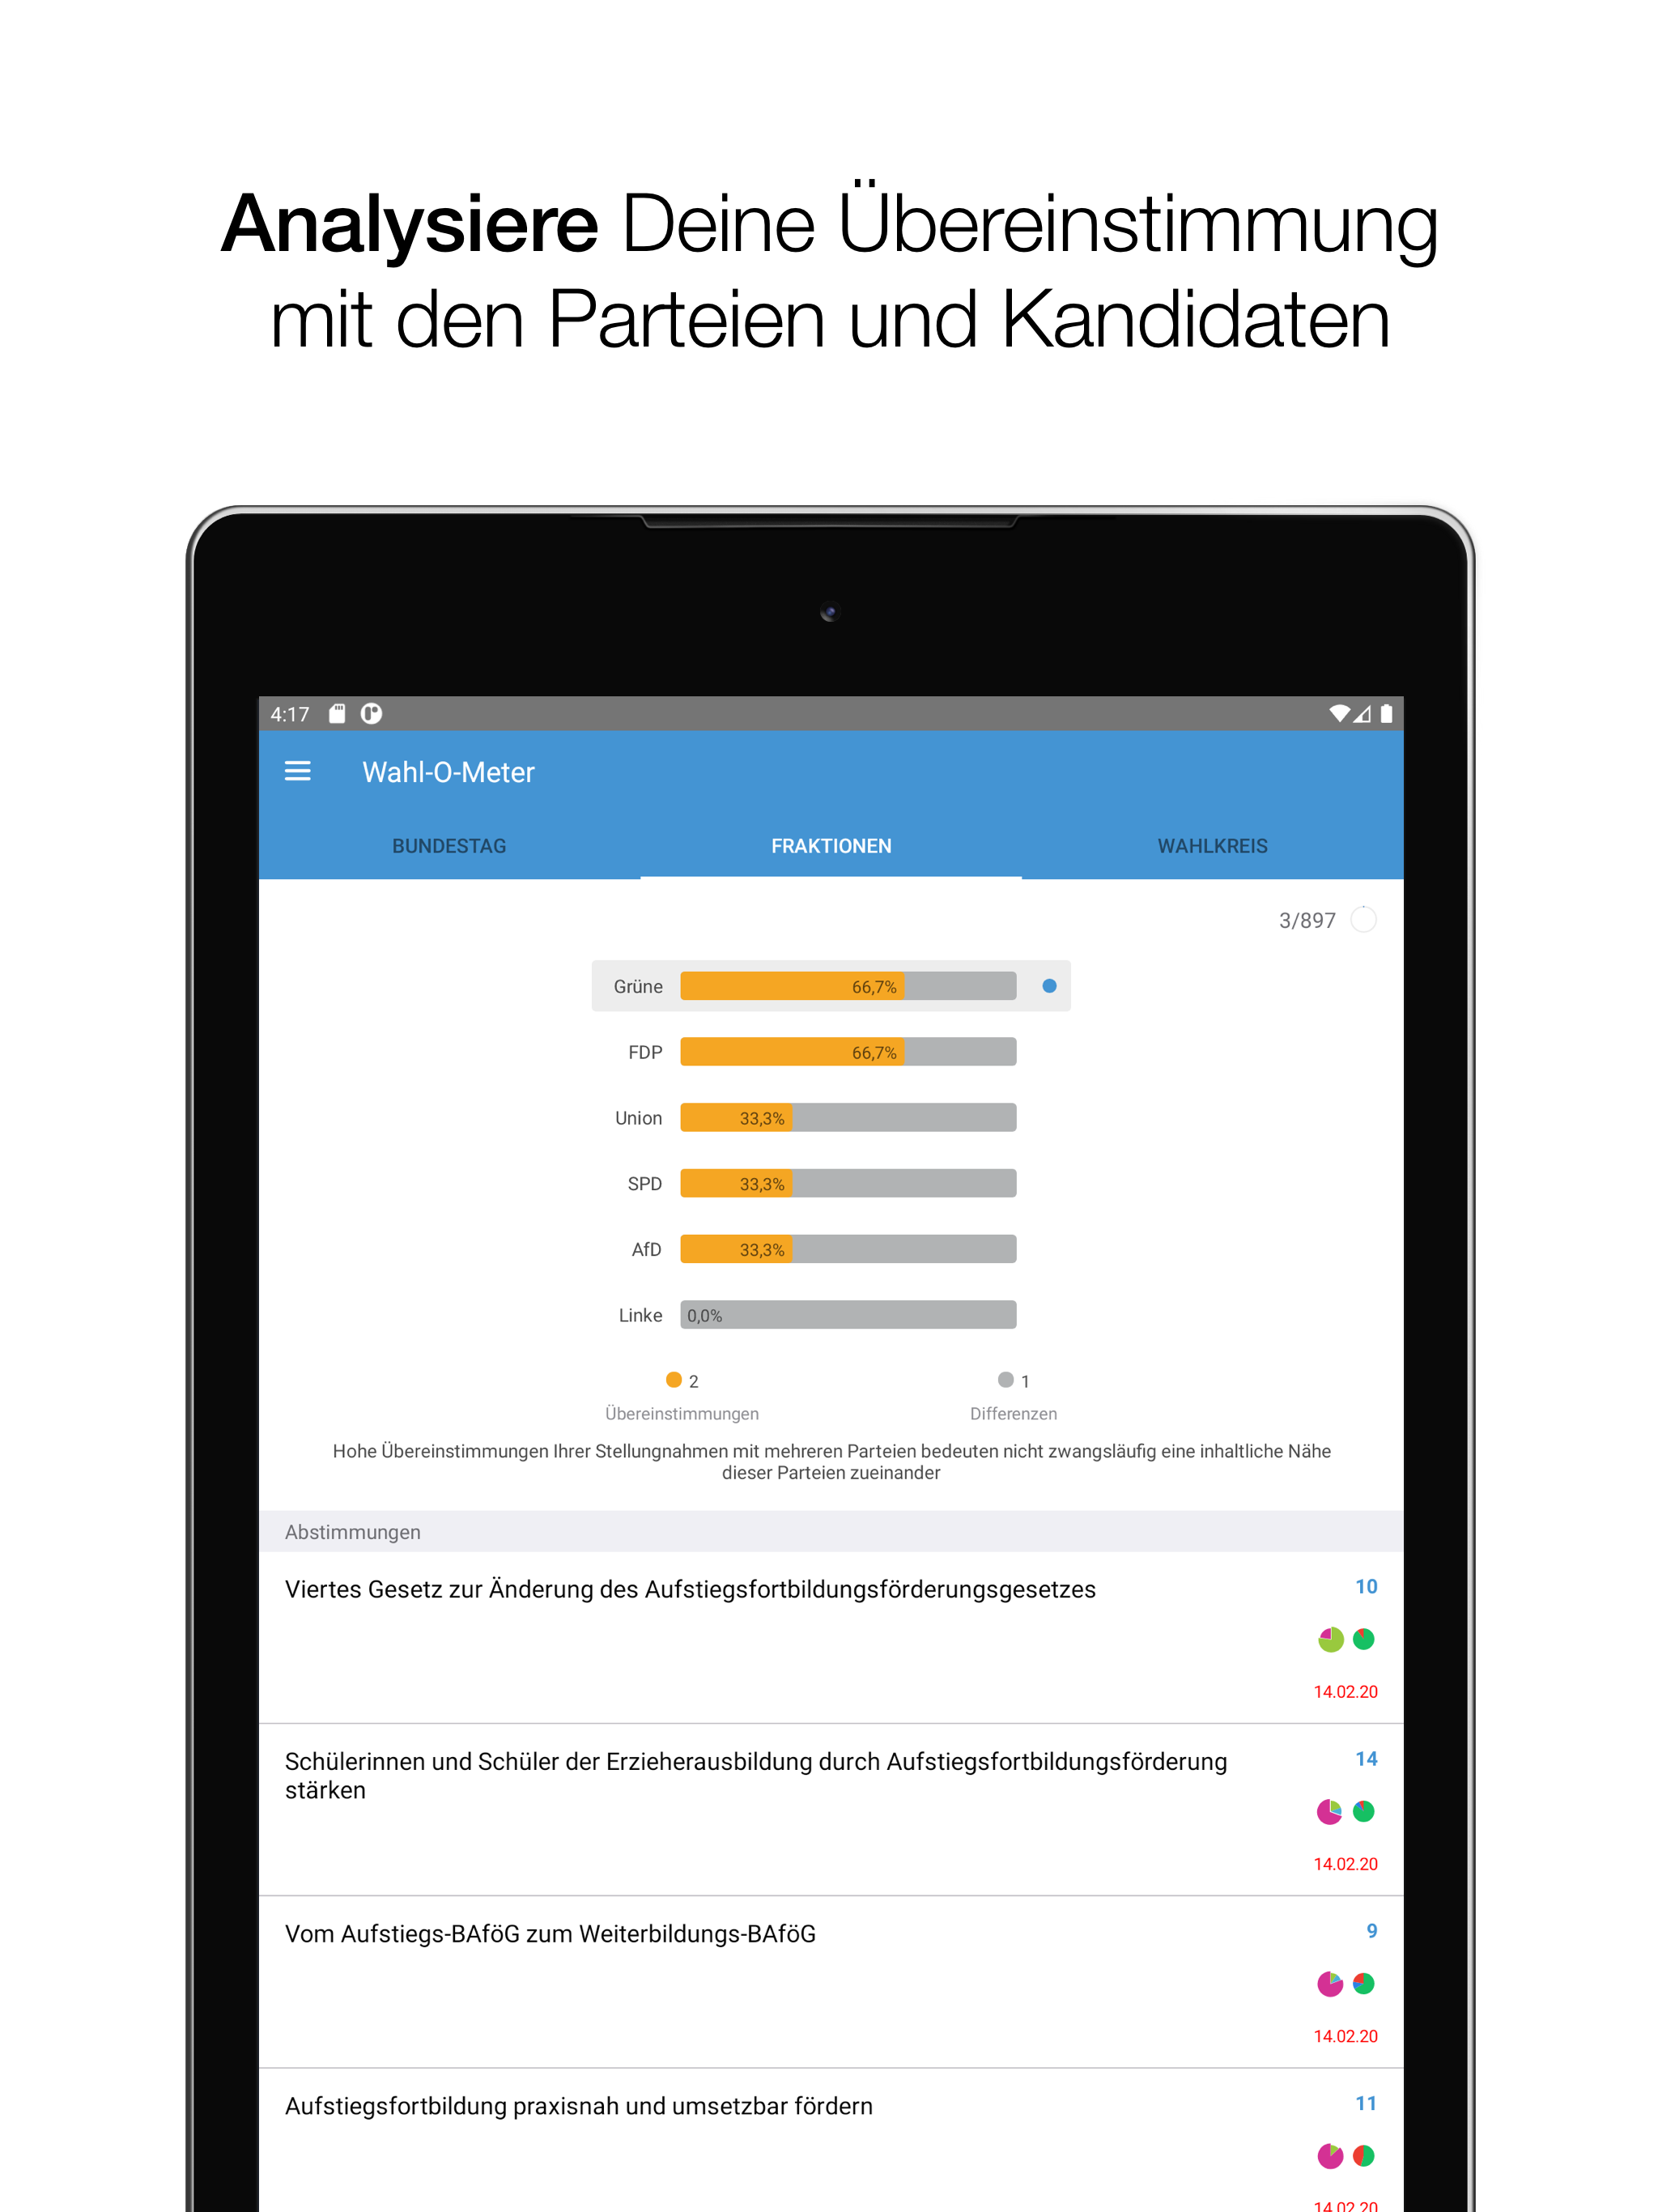 Analysiere Deine Übereinstimmung
mit den Parteien und Kandidaten
4:17
Wahl-O-Meter
BUNDESTAG FRAKTIONEN WAHLKREIS
3/897
Grüne 66,7%
FDP 66,7%
Union 33,3%
SPD 33,3%
AfD 33,3%
Linke 0,0%
2 1
Übereinstimmungen Differenzen
Hohe Übereinstimmungen Ihrer Stellungnahmen mit mehreren Parteien bedeuten nicht zwangsläufig eine inhaltliche Nähe
dieser Parteien zueinander
Abstimmungen
Viertes Gesetz zur Änderung des Aufstiegsfortbildungsförderungsgesetzes 10
14.02.20
Schülerinnen und Schüler der Erzieherausbildung durch Aufstiegsfortbildungsförderung 14
stärken
14.02.20
Vom Aufstiegs-BAföG zum Weiterbildungs-BAföG 9
14.02.20
Aufstiegsfortbildung praxisnah und umsetzbar fördern 11
14.02.20